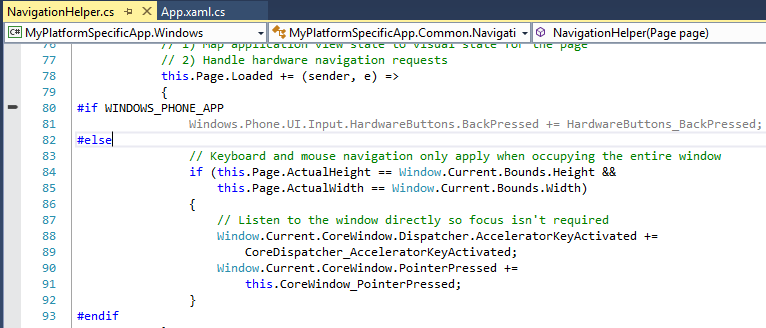 NavigationHelper.cs App.xaml.cs
C# MyPlatformSpecificApp.Windows MyPlatformSpecificApp.Common.Navigati NavigationHelper(Page page)
76 // 1) Map application view state to visual state for the page
77 // 2) Handle hardware navigation requests
78 this.Page.Loaded += (sender, e) =>
79 {
80 #if WINDOWS_PHONE_APP
81 Windows.Phone.UI.Input.HardwareButtons.BackPressed += HardwareButtons_BackPressed;
82 #else
83 // Keyboard and mouse navigation only apply when occupying the entire window
84 if (this.Page.ActualHeight == Window.Current.Bounds.Height &&
85 this.Page.ActualWidth == Window.Current.Bounds.Width)
86 {
87 // Listen to the window directly so focus isn't required
88 Window.Current.CoreWindow.Dispatcher.AcceleratorKeyActivated +=
89 CoreDispatcher_AcceleratorKeyActivated;
90 Window.Current.CoreWindow.PointerPressed +=
91 this.CoreWindow_PointerPressed;
92 }
93 #endif